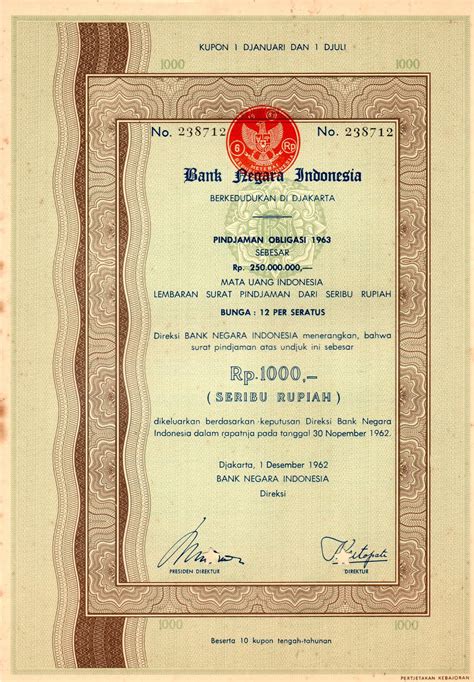 KUPON 1 DJANUARI DAN 1 DJULI
1000 1000
No. 238712 No. 238712
6 Rp
Bank Negara Indonesia
BERKEDUDUKAN DI DJAKARTA
PINDJAMAN OBLIGASI 1963
SEBESAR
Rp. 250.000.000,—
MATA UANG INDONESIA
LEMBARAN SURAT PINDJAMAN DARI SERIBU RUPIAH
BUNGA : 12 PER SERATUS
Direksi BANK NEGARA INDONESIA menerangkan, bahwa
surat pindjaman atas undjuk ini sebesar
Rp.1000,—
( SERIBU RUPIAH )
dikeluarkan berdasarkan keputusan Direksi Bank Negara
Indonesia dalam rapatnja pada tanggal 30 Nopember 1962.
Djakarta, 1 Desember 1962
BANK NEGARA INDONESIA
Direksi
PRESIDEN DIREKTUR DIREKTUR
1000 1000
Beserta 10 kupon tengah-tahunan
PERTJETAKAN KEBAJORAN